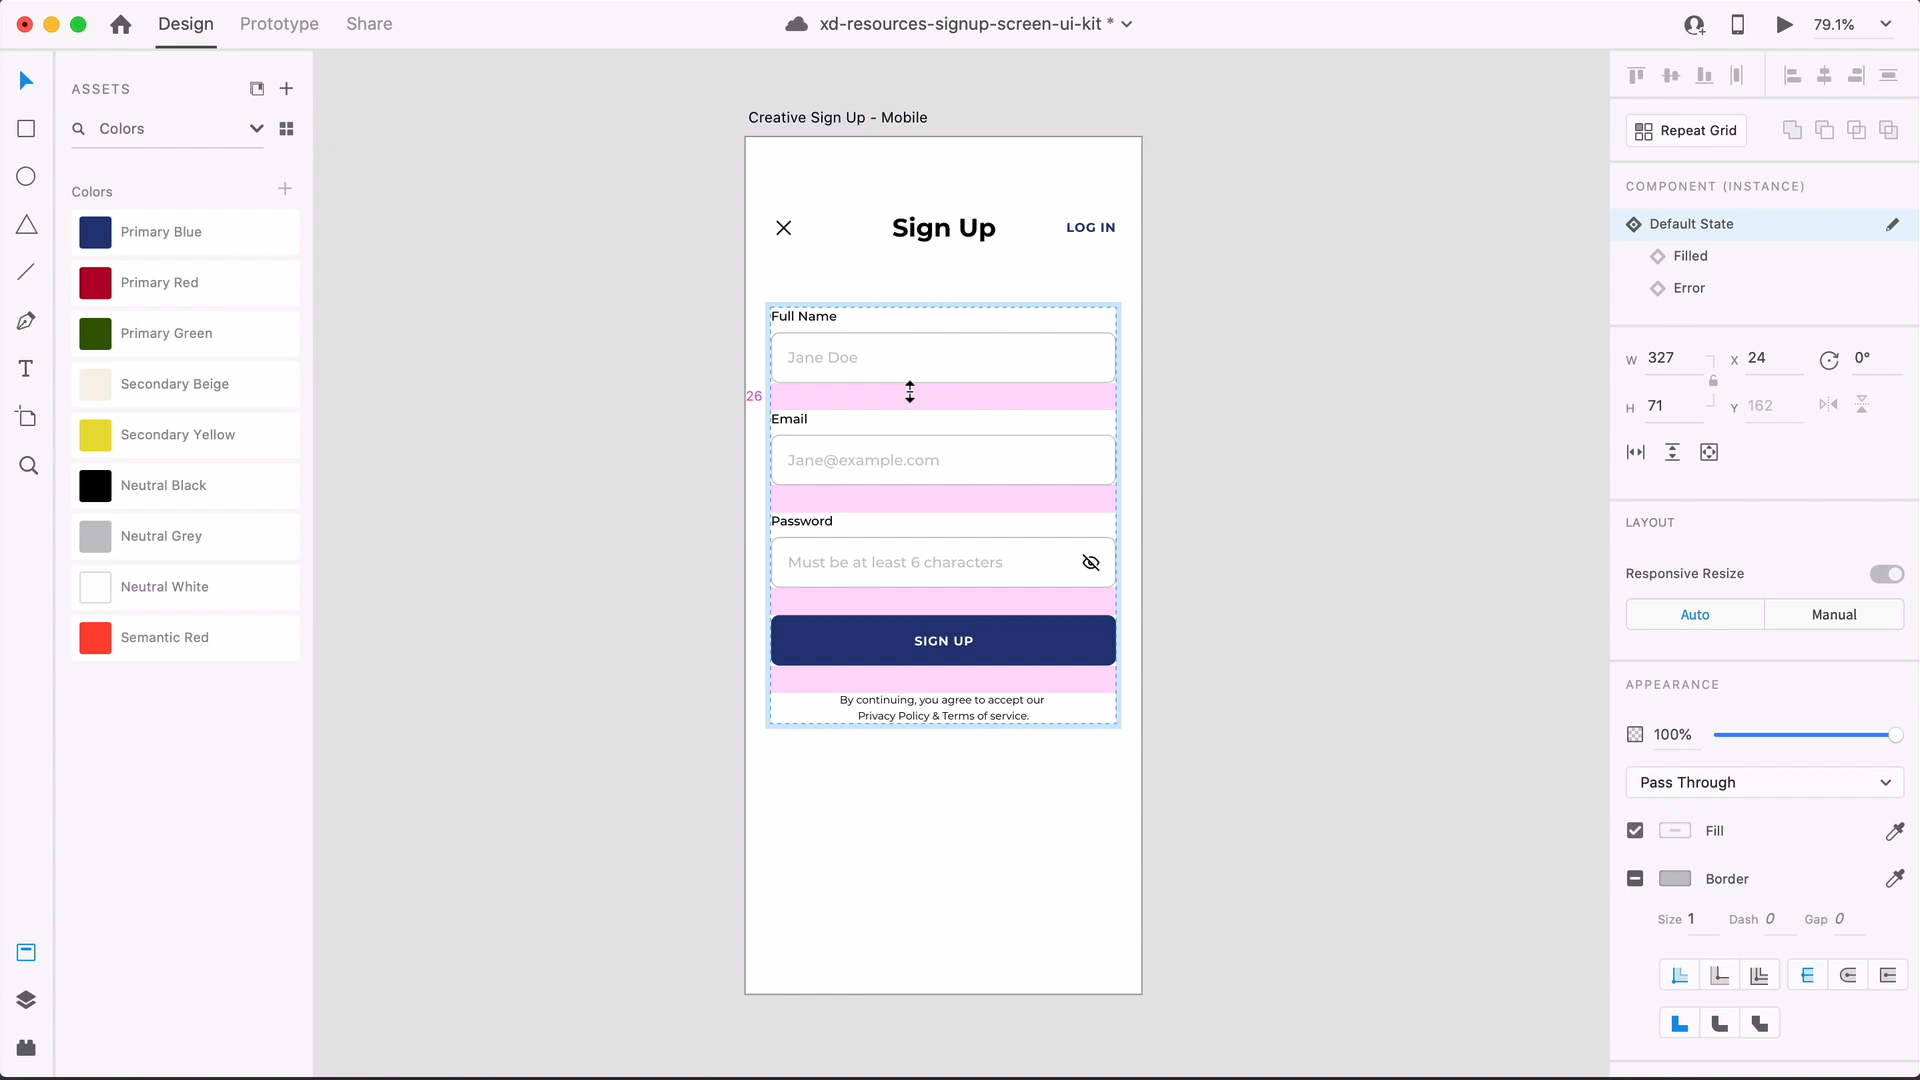 Design Prototype Share
xd-resources-signup-screen-ui-kit *
79.1%
ASSETS
Colors
Colors
Primary Blue
Primary Red
Primary Green
Secondary Beige
Secondary Yellow
Neutral Black
Neutral Grey
Neutral White
Semantic Red
Creative Sign Up - Mobile
Sign Up
LOG IN
Full Name
Jane Doe
26
Email
Jane@example.com
Password
Must be at least 6 characters
SIGN UP
By continuing, you agree to accept our
Privacy Policy & Terms of service.
Repeat Grid
COMPONENT (INSTANCE)
Default State
Filled
Error
W 327 X 24 0°
H 71 Y 162
LAYOUT
Responsive Resize
Auto Manual
APPEARANCE
100%
Pass Through
Fill
Border
Size 1 Dash 0 Gap 0